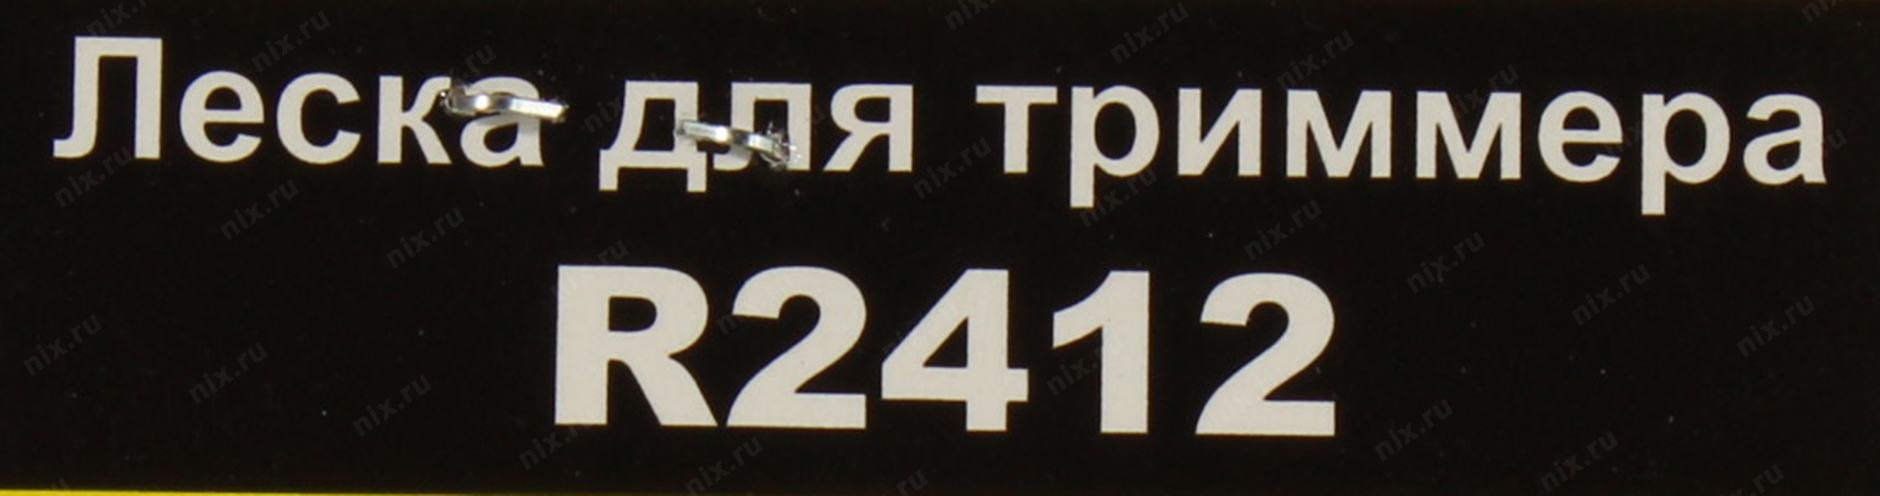 Леска для триммера
R2412